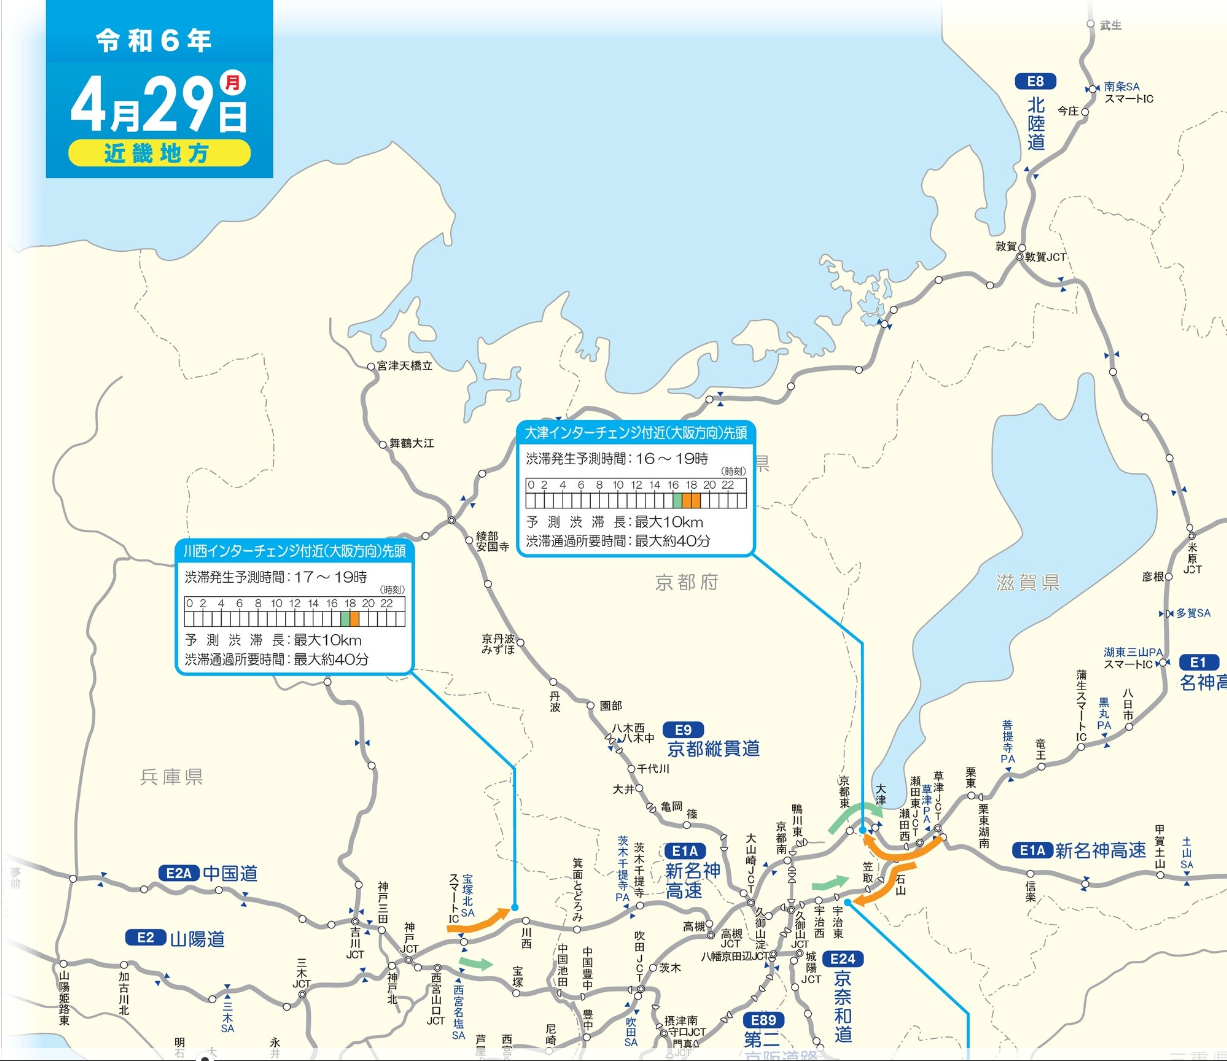 令和6年
4月29日
月
近畿地方
武生
E8
北陸道
南条SA
スマートIC
今庄
敦賀
敦賀JCT
宮津天橋立
舞鶴大江
大津インターチェンジ付近(大阪方向)先頭
渋滞発生予測時間：16～19時
(時刻)
0 2 4 6 8 10 12 14 16 18 20 22
予測渋滞長：最大10km
渋滞通過所要時間：最大約40分
県
綾部
安国寺
川西インターチェンジ付近(大阪方向)先頭
渋滞発生予測時間：17～19時
(時刻)
0 2 4 6 8 10 12 14 16 18 20 22
予測渋滞長：最大10km
渋滞通過所要時間：最大約40分
京都府
滋賀県
米原JCT
彦根
多賀SA
湖東三山PA
スマートIC
E1
名神高
京丹波
みずほ
丹波
園部
八木西
八木中
E9
京都縦貫道
千代川
大井
亀岡
篠
蒲生スマートIC
黒丸PA
八日市
菩提寺PA
竜王
兵庫県
京都東
大津
瀬田西
瀬田東JCT
草津PA
草津JCT
栗東
栗東湖南
鴨川東
京都南
大山崎JCT
E1A
新名神高速
甲賀土山
土山SA
信楽
笠取
石山
E2A
中国道
夢前
E1A
新名神
高速
茨木千提寺PA
茨木千提寺
箕面とどろみ
宝塚北SA
スマートIC
神戸三田
吉川JCT
神戸JCT
川西
高槻
高槻JCT
八幡京田辺JCT
久御山淀
久御山JCT
宇治西
宇治東
城陽JCT
E24
京奈和道
E2
山陽道
山陽姫路東
加古川北
三木SA
三木JCT
神戸北
西宮山口JCT
西宮名塩SA
宝塚
中国池田
中国豊中
吹田JCT
茨木
豊中
吹田SA
摂津南
守口JCT
門真JCT
E89
第二
京阪道路
明石
永井
芦屋
西宮
尼崎